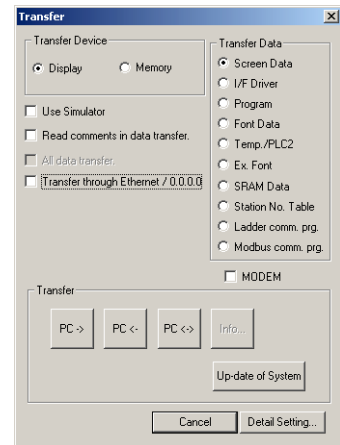 Transfer
Transfer Device
Display
Memory
Use Simulator
Read comments in data transfer.
All data transfer.
Transfer through Ethernet / 0.0.0.0
Transfer Data
Screen Data
I/F Driver
Program
Font Data
Temp./PLC2
Ex. Font
SRAM Data
Station No. Table
Ladder comm. prg.
Modbus comm. prg.
MODEM
Transfer
PC ->
PC <-
PC <->
Info...
Up-date of System
Cancel
Detail Setting...